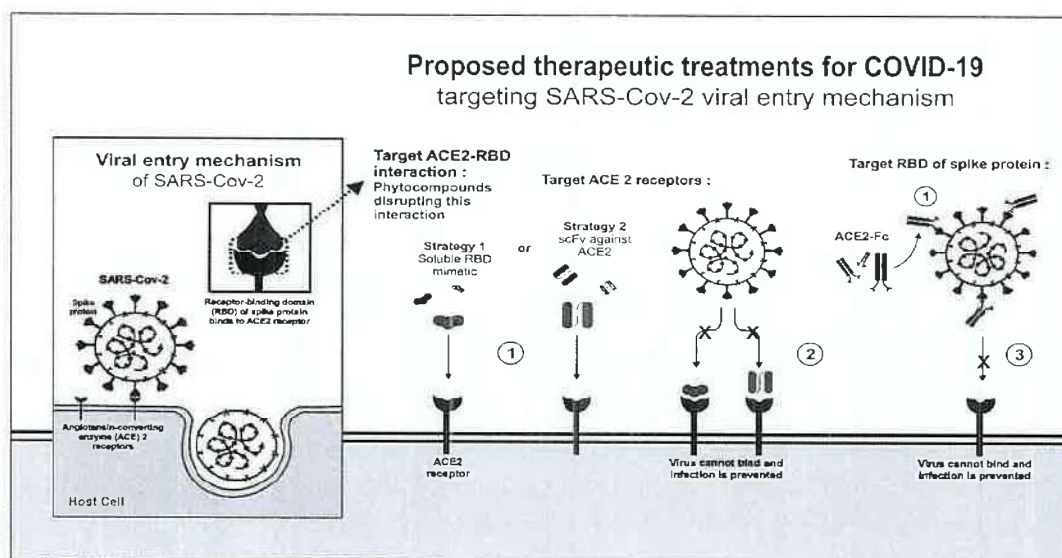 Proposed therapeutic treatments for COVID-19
targeting SARS-Cov-2 viral entry mechanism
Viral entry mechanism
of SARS-Cov-2
SARS-Cov-2
Spike
protein
Receptor-binding domain
(RBD) of spike protein
binds to ACE2 receptor
Angiotensin-converting
enzyme (ACE) 2
receptors
Host Cell
Target ACE2-RBD
interaction :
Phytocompounds
disrupting this
interaction
Target ACE 2 receptors :
Strategy 1
Soluble RBD
mimetic
or
Strategy 2
scFv against
ACE2
1
ACE2
receptor
2
Virus cannot bind and
infection is prevented
Target RBD of spike protein :
1
ACE2-Fc
3
Virus cannot bind and
infection is prevented